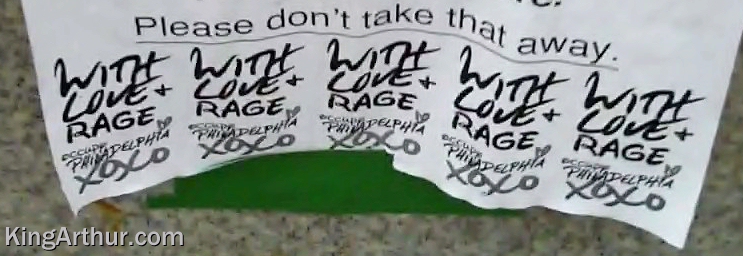 Please don't take that away.
WITH LOVE + RAGE
OCCUPY PHILADELPHIA
XOXO
WITH LOVE + RAGE
OCCUPY PHILADELPHIA
XOXO
WITH LOVE + RAGE
OCCUPY PHILADELPHIA
XOXO
WITH LOVE + RAGE
OCCUPY PHILADELPHIA
XOXO
WITH LOVE + RAGE
OCCUPY PHILADELPHIA
XOXO
KingArthur.com